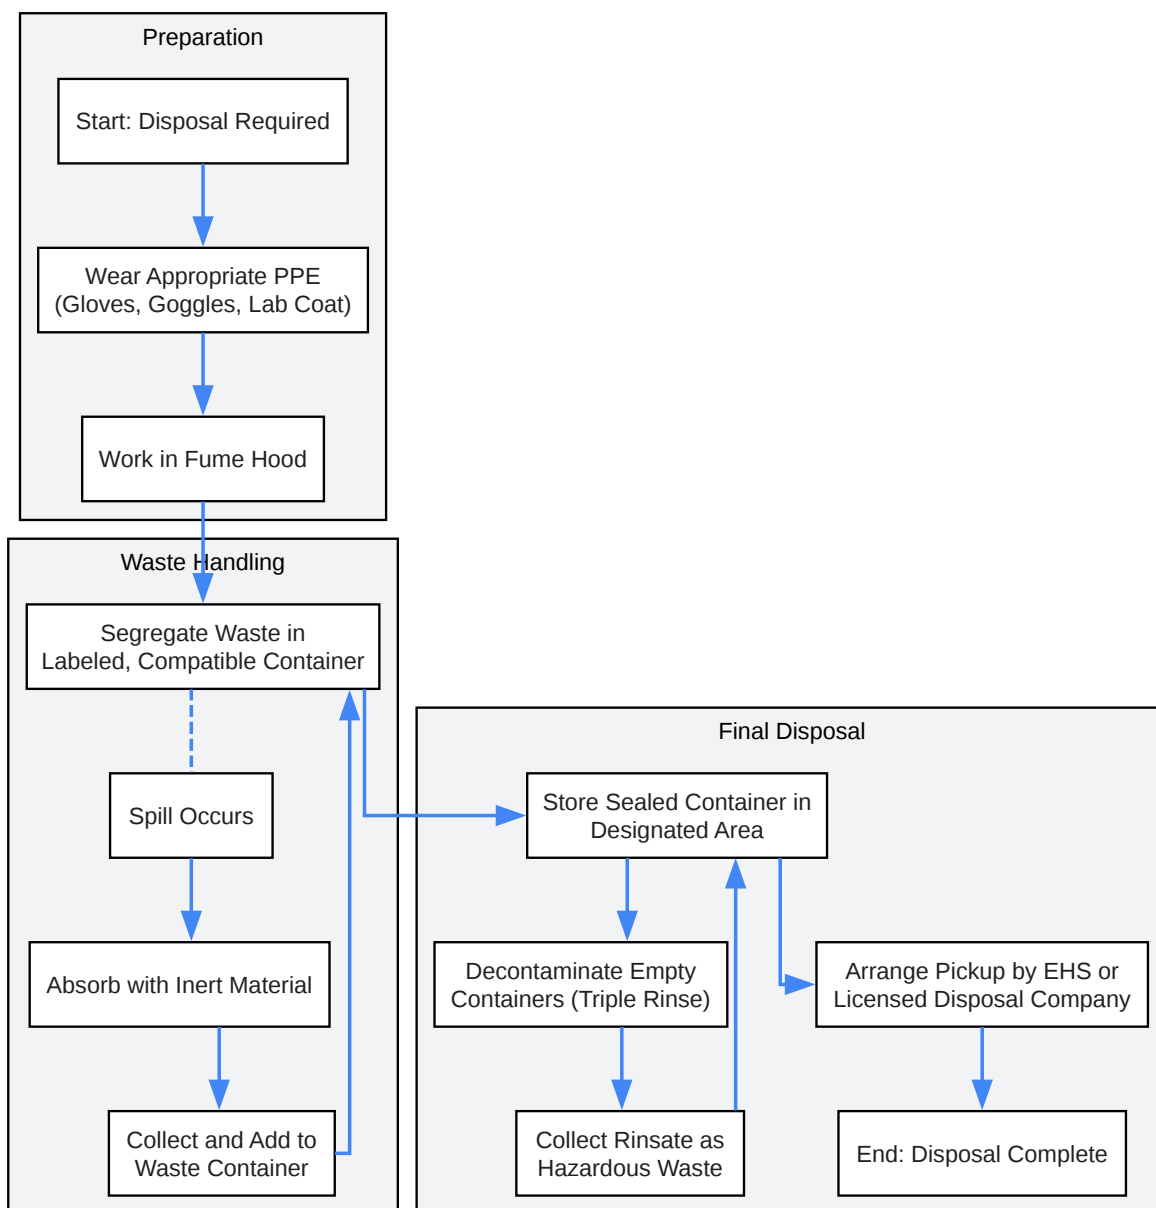 Preparation
Start: Disposal Required
Wear Appropriate PPE
(Gloves, Goggles, Lab Coat)
Work in Fume Hood
Waste Handling
Segregate Waste in
Labeled, Compatible Container
Spill Occurs
Absorb with Inert Material
Collect and Add to
Waste Container
Final Disposal
Store Sealed Container in
Designated Area
Decontaminate Empty
Containers (Triple Rinse)
Collect Rinsate as
Hazardous Waste
Arrange Pickup by EHS or
Licensed Disposal Company
End: Disposal Complete